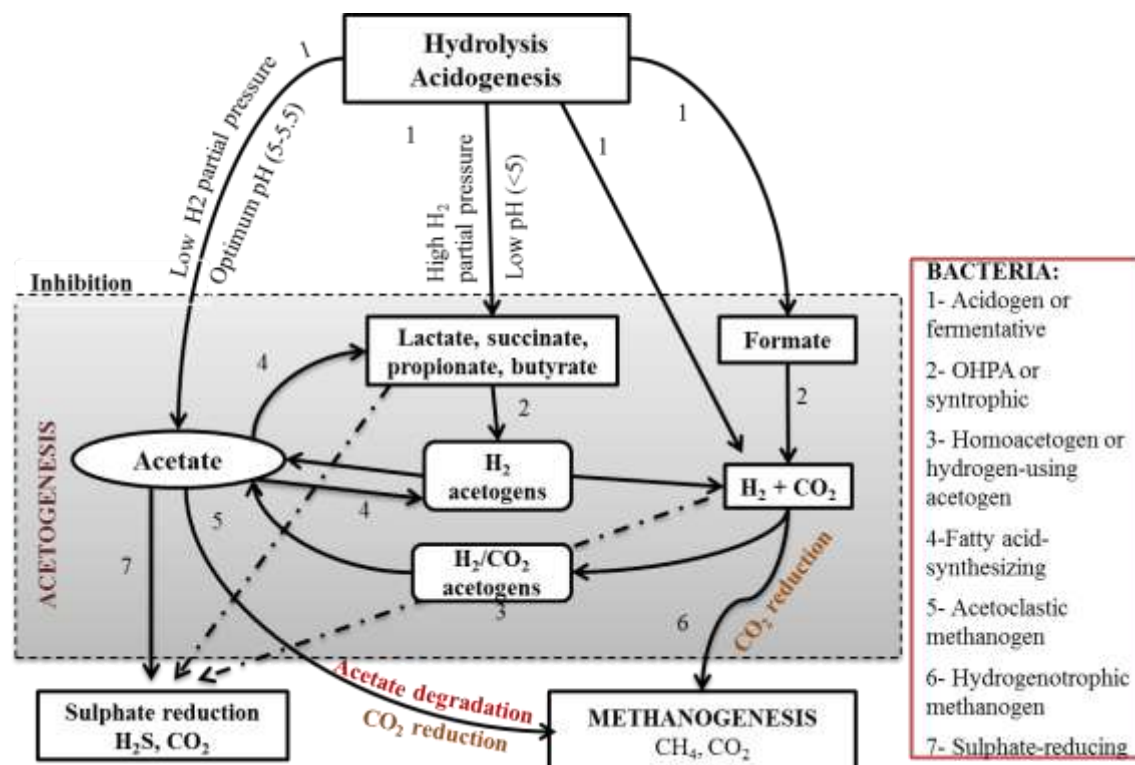 Hydrolysis
Acidogenesis
1
Low H2 partial pressure
Optimum pH (5-5.5)
1
High H₂
partial pressure
Low pH (<5)
1
1
Inhibition
ACETOGENESIS
Lactate, succinate,
propionate, butyrate
Formate
4
2
2
Acetate
H₂
acetogens
H₂ + CO₂
4
5
H₂/CO₂
acetogens
3
7
6
CO₂ reduction
Acetate degradation
CO₂ reduction
Sulphate reduction
H₂S, CO₂
METHANOGENESIS
CH₄, CO₂
BACTERIA:
1- Acidogen or
fermentative
2- OHPA or
syntrophic
3- Homoacetogen or
hydrogen-using
acetogen
4-Fatty acid-
synthesizing
5- Acetoclastic
methanogen
6- Hydrogenotrophic
methanogen
7- Sulphate-reducing